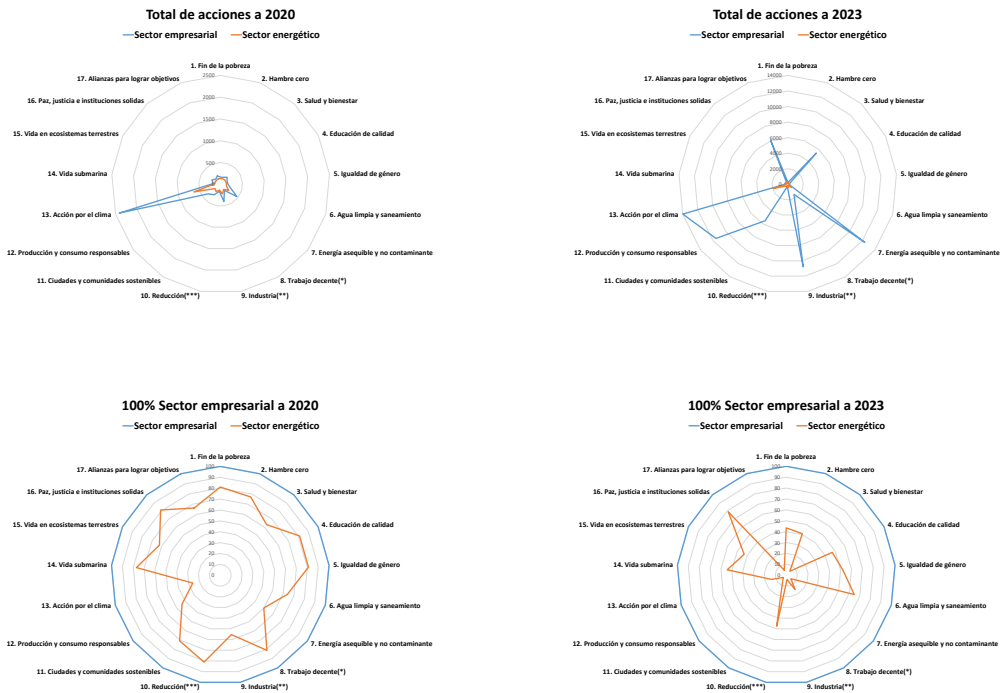 Total de acciones a 2020
Sector empresarial
Sector energético
1. Fin de la pobreza
2. Hambre cero
3. Salud y bienestar
4. Educación de calidad
5. Igualdad de género
6. Agua limpia y saneamiento
7. Energía asequible y no contaminante
8. Trabajo decente(*)
9. Industria(**)
10. Reducción(***)
11. Ciudades y comunidades sostenibles
12. Producción y consumo responsables
13. Acción por el clima
14. Vida submarina
15. Vida en ecosistemas terrestres
16. Paz, justicia e instituciones solidas
17. Alianzas para lograr objetivos
2500
2000
1500
1000
500
0
Total de acciones a 2023
Sector empresarial
Sector energético
1. Fin de la pobreza
2. Hambre cero
3. Salud y bienestar
4. Educación de calidad
5. Igualdad de género
6. Agua limpia y saneamiento
7. Energía asequible y no contaminante
8. Trabajo decente(*)
9. Industria(**)
10. Reducción(***)
11. Ciudades y comunidades sostenibles
12. Producción y consumo responsables
13. Acción por el clima
14. Vida submarina
15. Vida en ecosistemas terrestres
16. Paz, justicia e instituciones solidas
17. Alianzas para lograr objetivos
14000
12000
10000
8000
6000
4000
2000
0
100% Sector empresarial a 2020
Sector empresarial
Sector energético
1. Fin de la pobreza
2. Hambre cero
3. Salud y bienestar
4. Educación de calidad
5. Igualdad de género
6. Agua limpia y saneamiento
7. Energía asequible y no contaminante
8. Trabajo decente(*)
9. Industria(**)
10. Reducción(***)
11. Ciudades y comunidades sostenibles
12. Producción y consumo responsables
13. Acción por el clima
14. Vida submarina
15. Vida en ecosistemas terrestres
16. Paz, justicia e instituciones solidas
17. Alianzas para lograr objetivos
100
90
80
70
60
50
40
30
20
10
0
100% Sector empresarial a 2023
Sector empresarial
Sector energético
1. Fin de la pobreza
2. Hambre cero
3. Salud y bienestar
4. Educación de calidad
5. Igualdad de género
6. Agua limpia y saneamiento
7. Energía asequible y no contaminante
8. Trabajo decente(*)
9. Industria(**)
10. Reducción(***)
11. Ciudades y comunidades sostenibles
12. Producción y consumo responsables
13. Acción por el clima
14. Vida submarina
15. Vida en ecosistemas terrestres
16. Paz, justicia e instituciones solidas
17. Alianzas para lograr objetivos
100
90
80
70
60
50
40
30
20
10
0